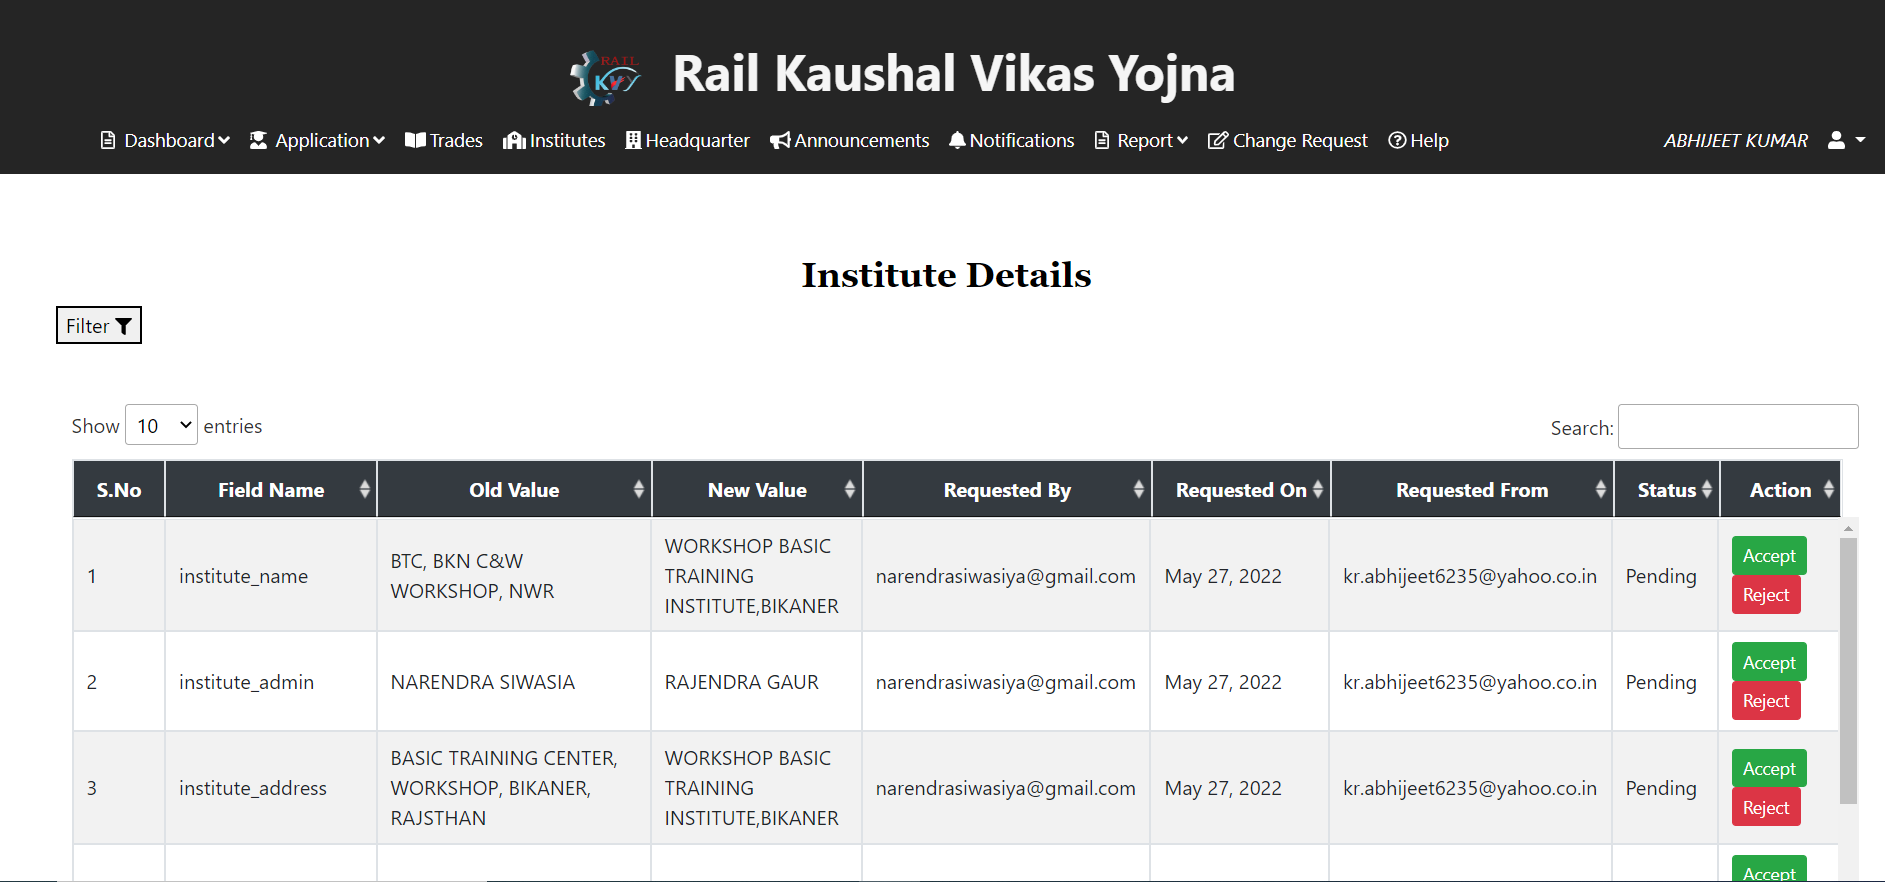 RAIL
KVY
Rail Kaushal Vikas Yojna
Dashboard Application Trades Institutes Headquarter Announcements Notifications Report Change Request Help ABHIJEET KUMAR
Institute Details
Filter
Show 10 entries
Search:
S.No Field Name Old Value New Value Requested By Requested On Requested From Status Action
1 institute_name
BTC, BKN C&W
WORKSHOP, NWR
WORKSHOP BASIC
TRAINING
INSTITUTE,BIKANER
narendrasiwasiya@gmail.com May 27, 2022 kr.abhijeet6235@yahoo.co.in Pending
Accept
Reject
2 institute_admin NARENDRA SIWASIA RAJENDRA GAUR narendrasiwasiya@gmail.com May 27, 2022 kr.abhijeet6235@yahoo.co.in Pending
Accept
Reject
3 institute_address
BASIC TRAINING CENTER,
WORKSHOP, BIKANER,
RAJSTHAN
WORKSHOP BASIC
TRAINING
INSTITUTE,BIKANER
narendrasiwasiya@gmail.com May 27, 2022 kr.abhijeet6235@yahoo.co.in Pending
Accept
Reject
Accept